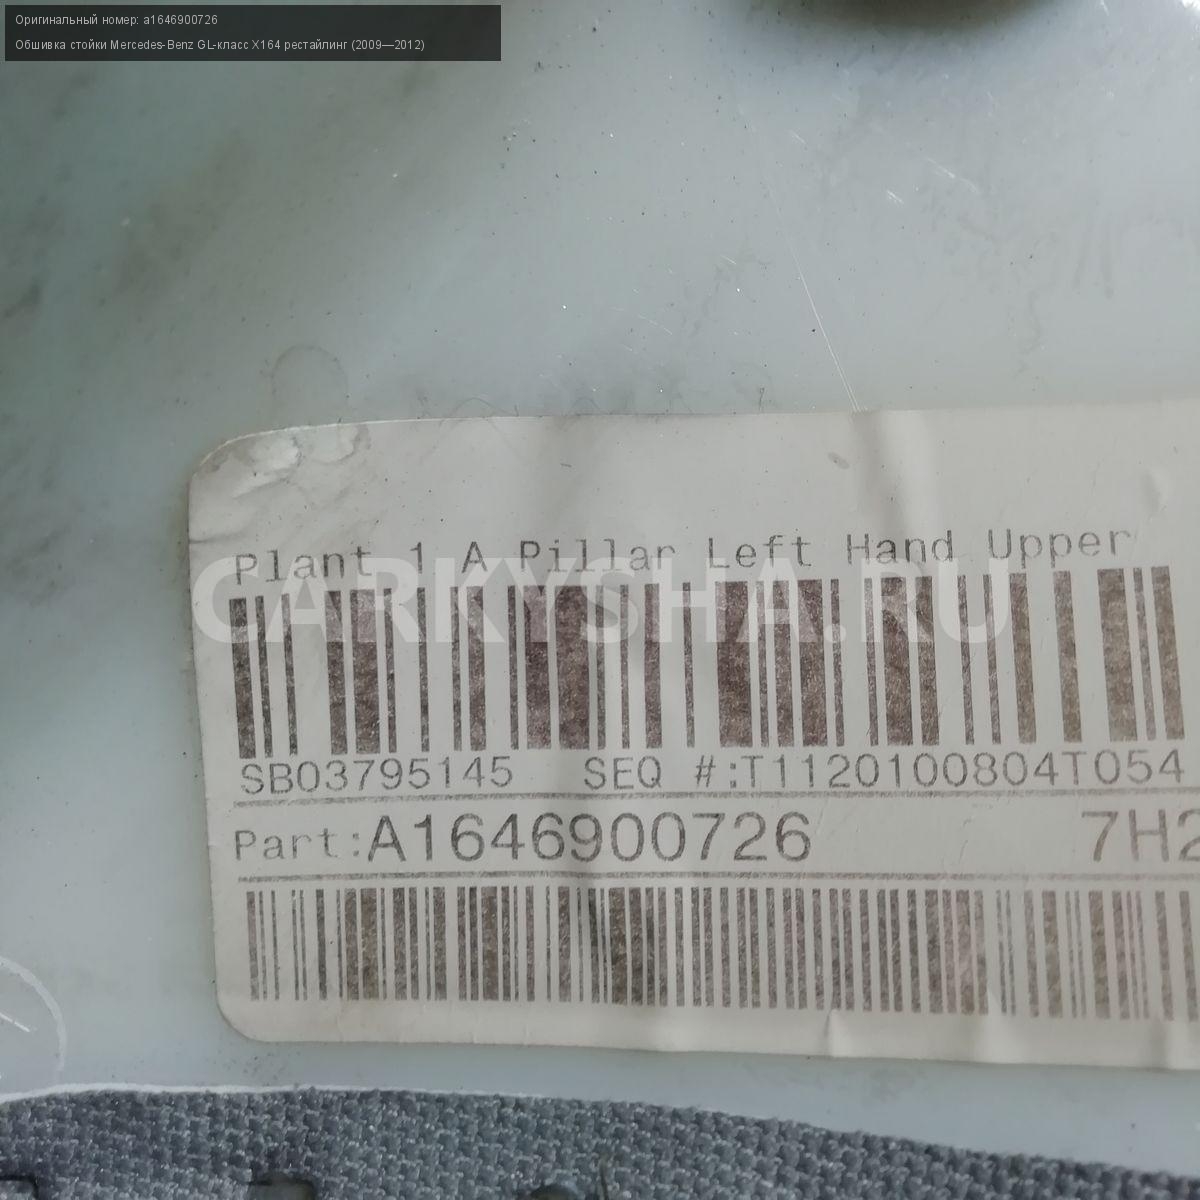 Оригинальный номер: a1646900726
Обшивка стойки Mercedes-Benz GL-класс X164 рестайлинг (2009—2012)
Plant 1 A Pillar Left Hand Upper
CARKYSHA.RU
SB03795145 SEQ #:T1120100804T054
Part:A1646900726 7H2